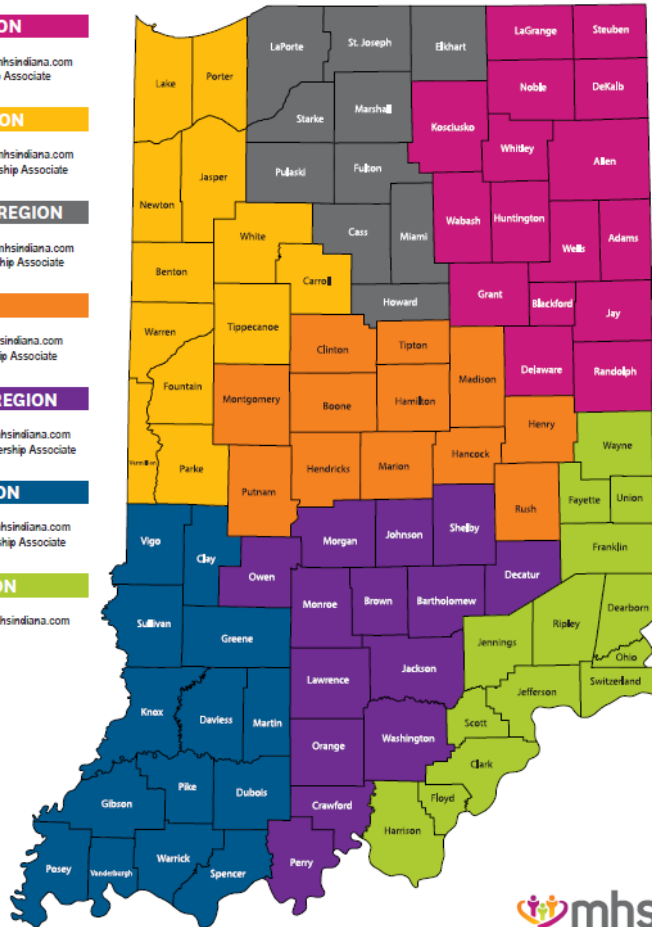 ON
mhsindiana.com
p Associate
ON
mhsindiana.com
ship Associate
REGION
mhsindiana.com
hip Associate
sindiana.com
p Associate
REGION
hsindiana.com
ership Associate
ON
mhsindiana.com
ship Associate
ON
hsindiana.com
LaPorte
St. Joseph
Elkhart
LaGrange
Steuben
Lake
Porter
Noble
DeKalb
Starke
Marshall
Kosciusko
Whitley
Allen
Pulaski
Fulton
Newton
Jasper
Wabash
Huntington
White
Cass
Miami
Wells
Adams
Benton
Carroll
Howard
Grant
Blackford
Jay
Warren
Tippecanoe
Clinton
Tipton
Delaware
Randolph
Fountain
Montgomery
Boone
Hamilton
Madison
Henry
Wayne
Vermillion
Parke
Putnam
Hendricks
Marion
Hancock
Rush
Fayette
Union
Vigo
Clay
Owen
Morgan
Johnson
Shelby
Franklin
Decatur
Sullivan
Greene
Monroe
Brown
Bartholomew
Jennings
Ripley
Dearborn
Ohio
Switzerland
Knox
Daviess
Martin
Lawrence
Jackson
Jefferson
Scott
Orange
Washington
Clark
Gibson
Pike
Dubois
Crawford
Harrison
Floyd
Posey
Vanderburgh
Warrick
Spencer
Perry
mhs